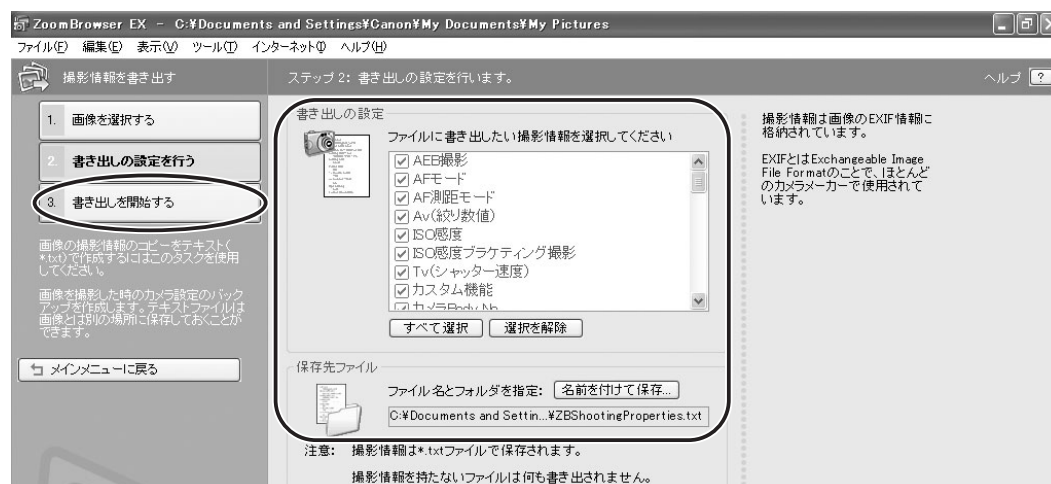 ZoomBrowser EX - C:¥Documents and Settings¥Canon¥My Documents¥My Pictures
ファイル(F) 編集(E) 表示(V) ツール(T) インターネット(I) ヘルプ(H)
撮影情報を書き出す
ステップ 2: 書き出しの設定を行います。
ヘルプ ?
1. 画像を選択する
2. 書き出しの設定を行う
3. 書き出しを開始する
画像の撮影情報のコピーをテキスト(
*.txt)で作成するにはこのタスクを使用
してください。
画像を撮影した時のカメラ設定のバック
アップを作成します。テキストファイルは
画像とは別の場所に保存しておくことが
できます。
メインメニューに戻る
書き出しの設定
ファイルに書き出したい撮影情報を選択してください
AEB撮影
AFモード
AF測距モード
Av(絞り数値)
ISO感度
ISO感度ブラケティング撮影
Tv(シャッター速度)
カスタム機能
カメラBody No
すべて選択 選択を解除
保存先ファイル
ファイル名とフォルダを指定: 名前を付けて保存...
C:¥Documents and Settin...¥ZBShootingProperties.txt
注意: 撮影情報は*.txtファイルで保存されます。
撮影情報を持たないファイルは何も書き出されません。
撮影情報は画像のEXIF情報に
格納されています。
EXIFとはExchangeable Image
File Formatのことで、ほとんど
のカメラメーカーで使用されて
います。